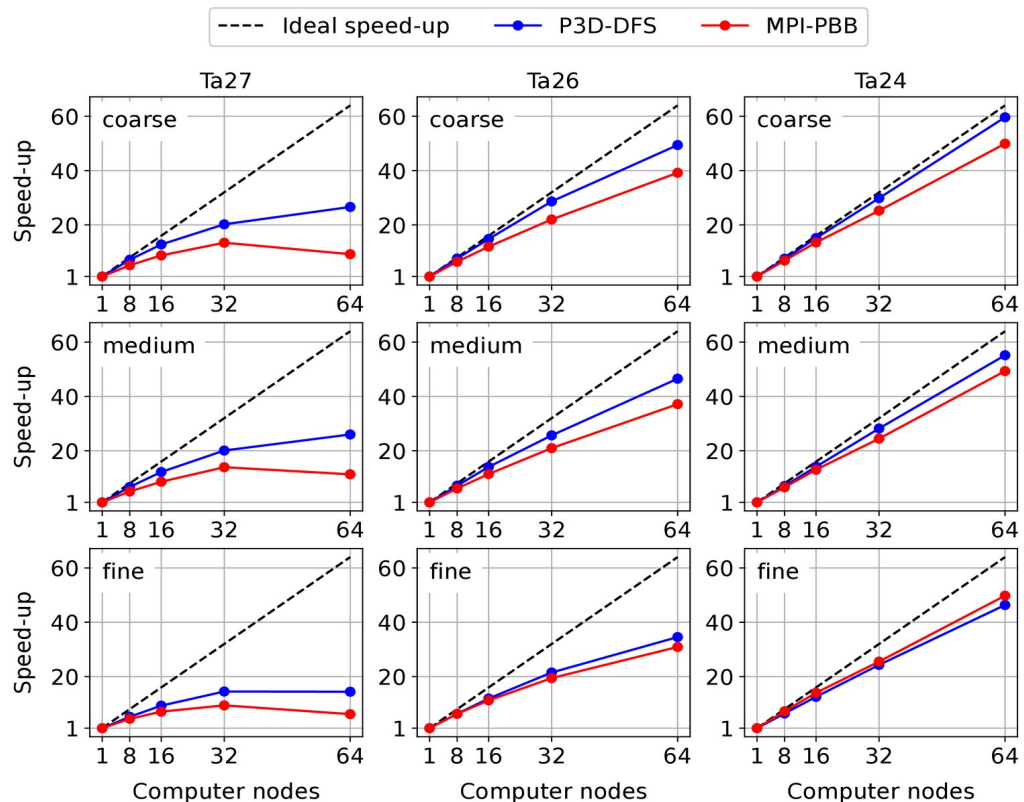 Ideal speed-up P3D-DFS MPI-PBB
Ta27 Ta26 Ta24
60 coarse 60 coarse 60 coarse
40 40 40
Speed-up
20 20 20
1 1 1
1 8 16 32 64 1 8 16 32 64 1 8 16 32 64
60 medium 60 medium 60 medium
40 40 40
Speed-up
20 20 20
1 1 1
1 8 16 32 64 1 8 16 32 64 1 8 16 32 64
60 fine 60 fine 60 fine
40 40 40
Speed-up
20 20 20
1 1 1
1 8 16 32 64 1 8 16 32 64 1 8 16 32 64
Computer nodes Computer nodes Computer nodes